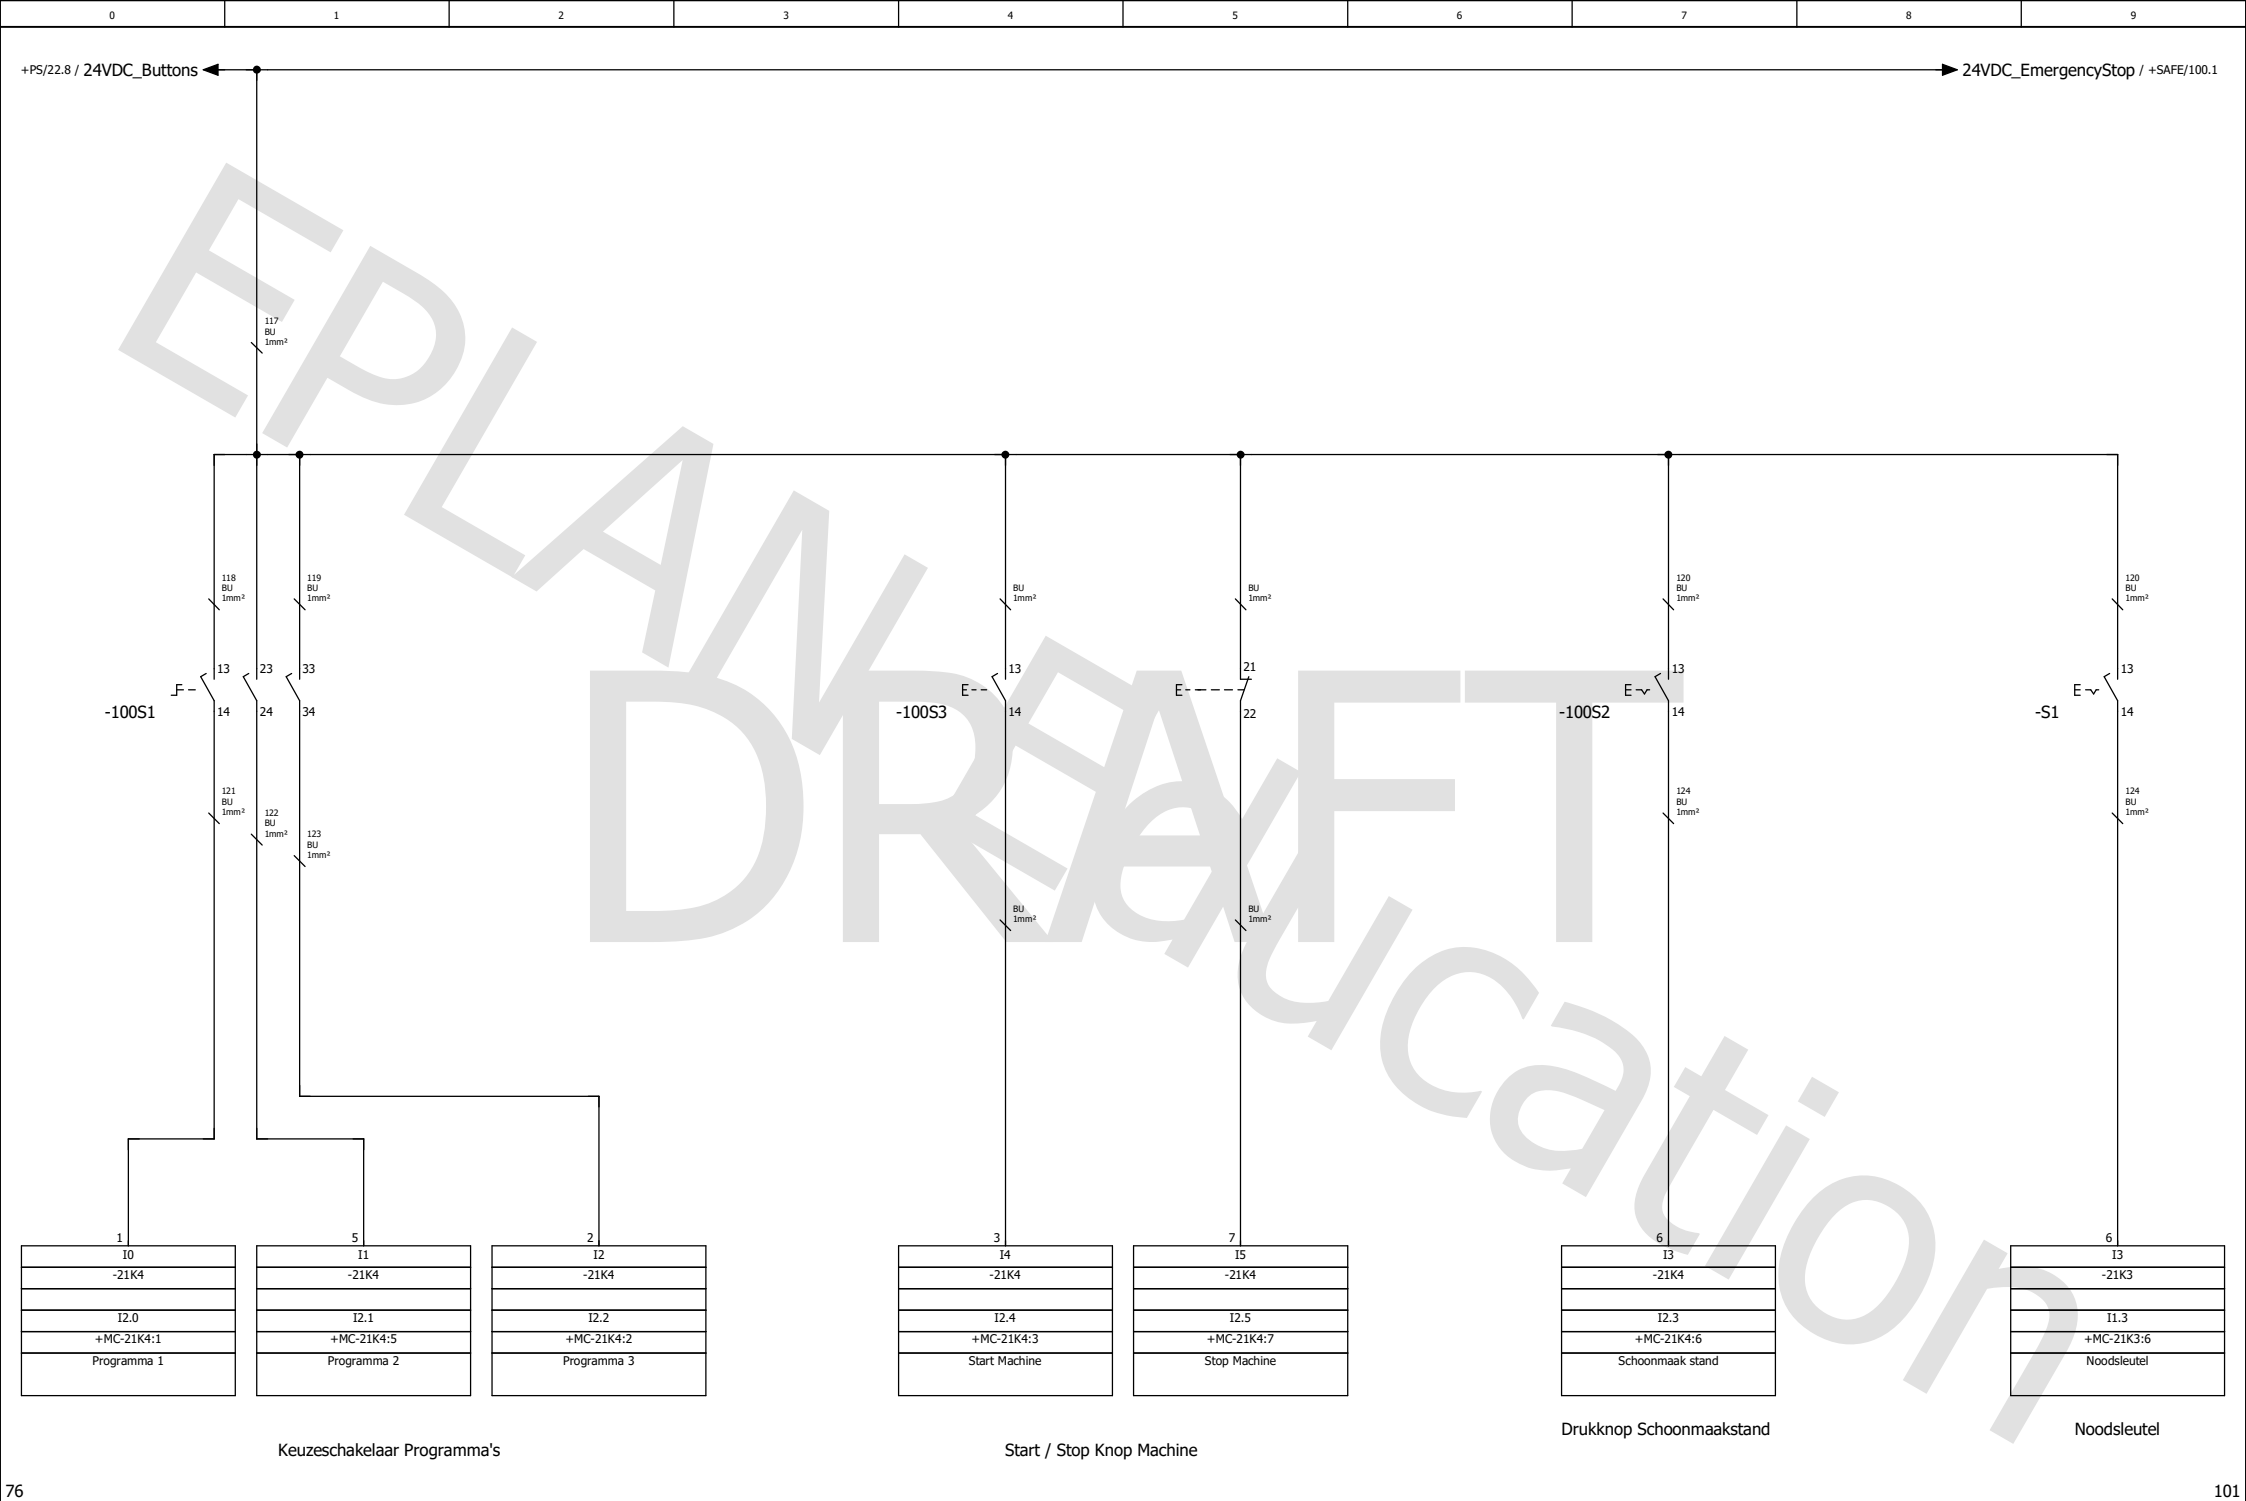 0 1 2 3 4 5 6 7 8 9
+PS/22.8 / 24VDC_Buttons
24VDC_EmergencyStop / +SAFE/100.1
117
BU
1mm²
118
BU
1mm²
119
BU
1mm²
BU
1mm²
BU
1mm²
120
BU
1mm²
120
BU
1mm²
13 23 33
-100S1
14 24 34
13
-100S3
14
21
22
13
-100S2
14
13
-S1
14
121
BU
1mm²
122
BU
1mm²
123
BU
1mm²
BU
1mm²
BU
1mm²
124
BU
1mm²
124
BU
1mm²
1
I0
-21K4
I2.0
+MC-21K4:1
Programma 1
5
I1
-21K4
I2.1
+MC-21K4:5
Programma 2
2
I2
-21K4
I2.2
+MC-21K4:2
Programma 3
3
I4
-21K4
I2.4
+MC-21K4:3
Start Machine
7
I5
-21K4
I2.5
+MC-21K4:7
Stop Machine
6
I3
-21K4
I2.3
+MC-21K4:6
Schoonmaak stand
6
I3
-21K3
I1.3
+MC-21K3:6
Noodsleutel
Keuzeschakelaar Programma's
Start / Stop Knop Machine
Drukknop Schoonmaakstand
Noodsleutel
76
101
EPLAN Education
DRAFT